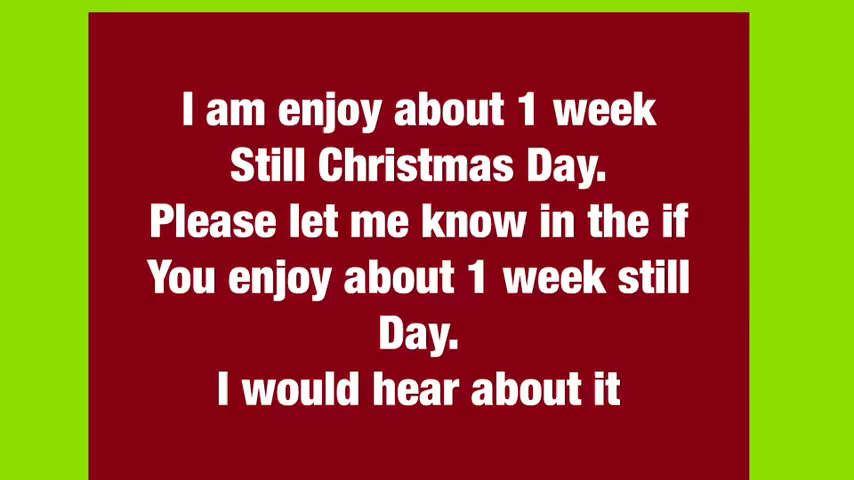 I am enjoy about 1 week
Still Christmas Day.
Please let me know in the if
You enjoy about 1 week still
Day.
I would hear about it